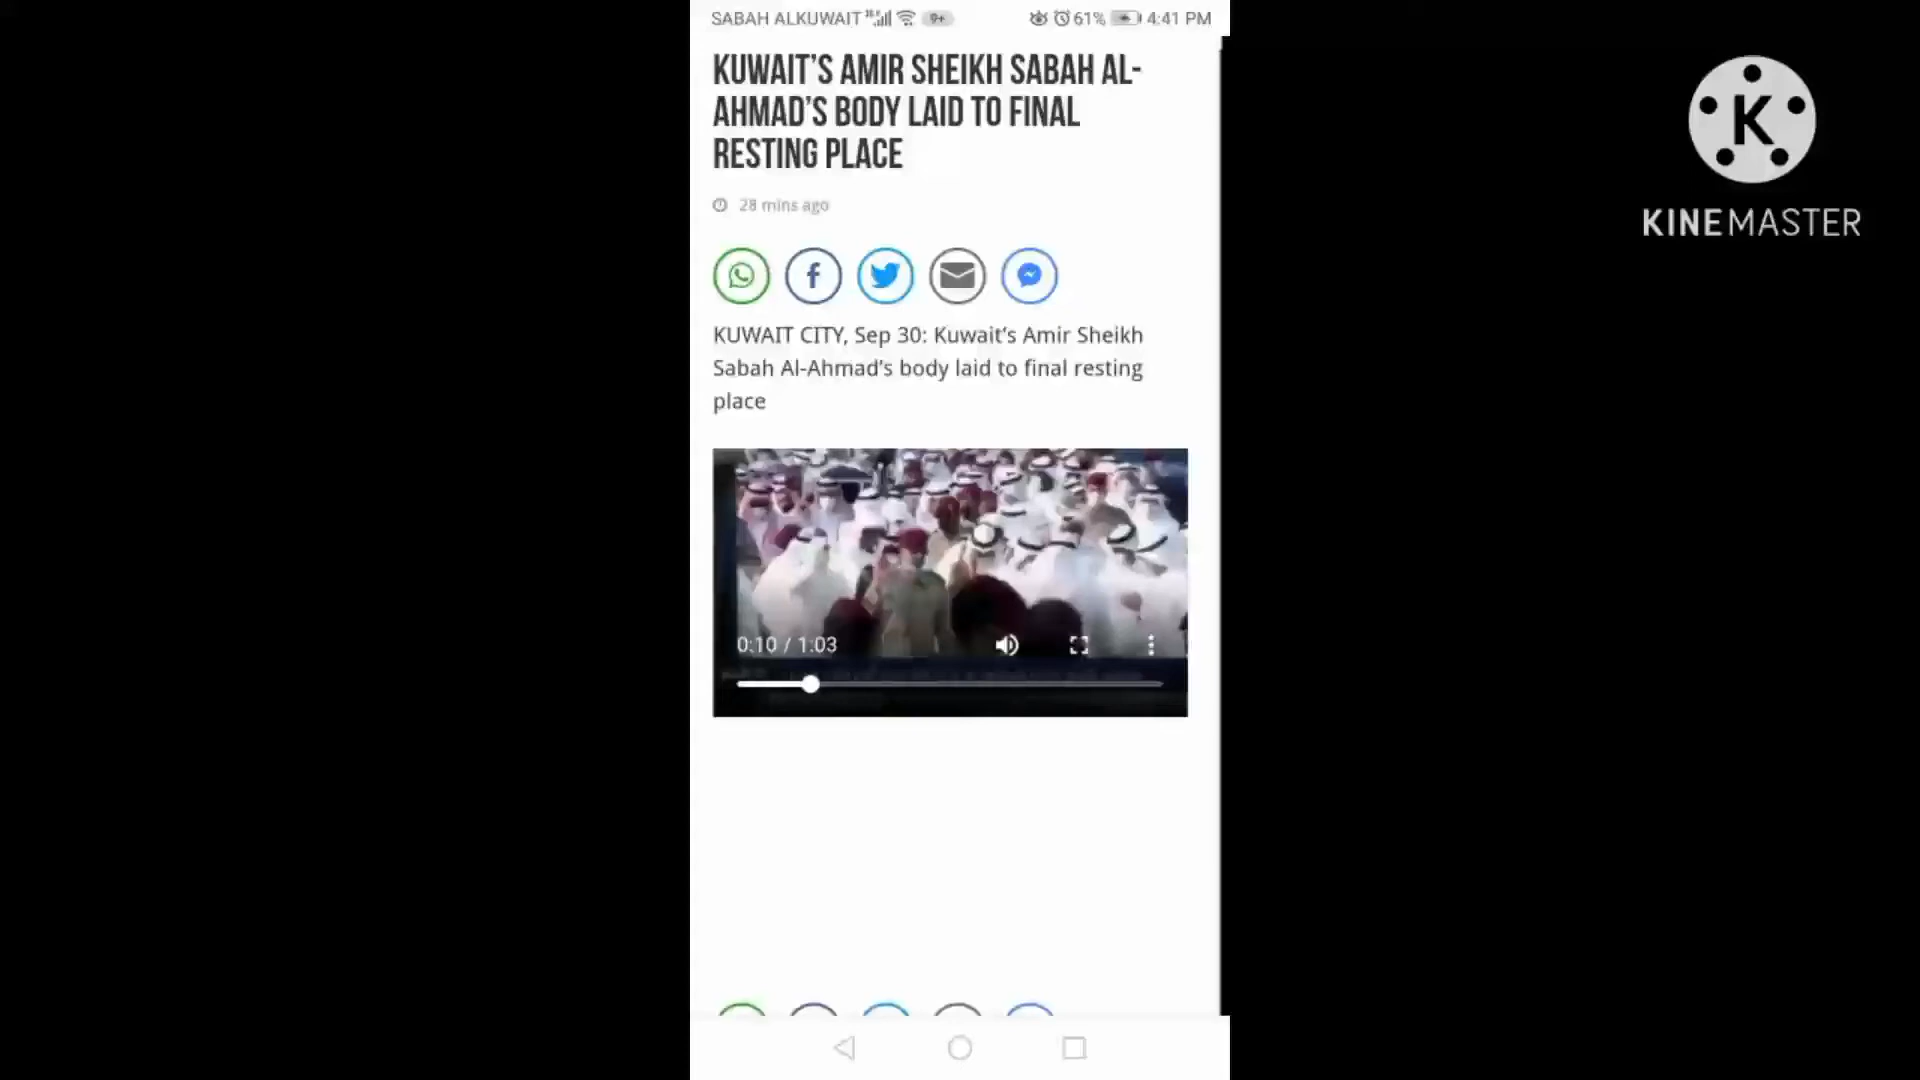 SABAH ALKUWAIT 9+ 61% 4:41 PM
KUWAIT'S AMIR SHEIKH SABAH AL-
AHMAD'S BODY LAID TO FINAL
RESTING PLACE
28 mins ago
KUWAIT CITY, Sep 30: Kuwait's Amir Sheikh
Sabah Al-Ahmad's body laid to final resting
place
0:10 / 1:03
K
KINEMASTER